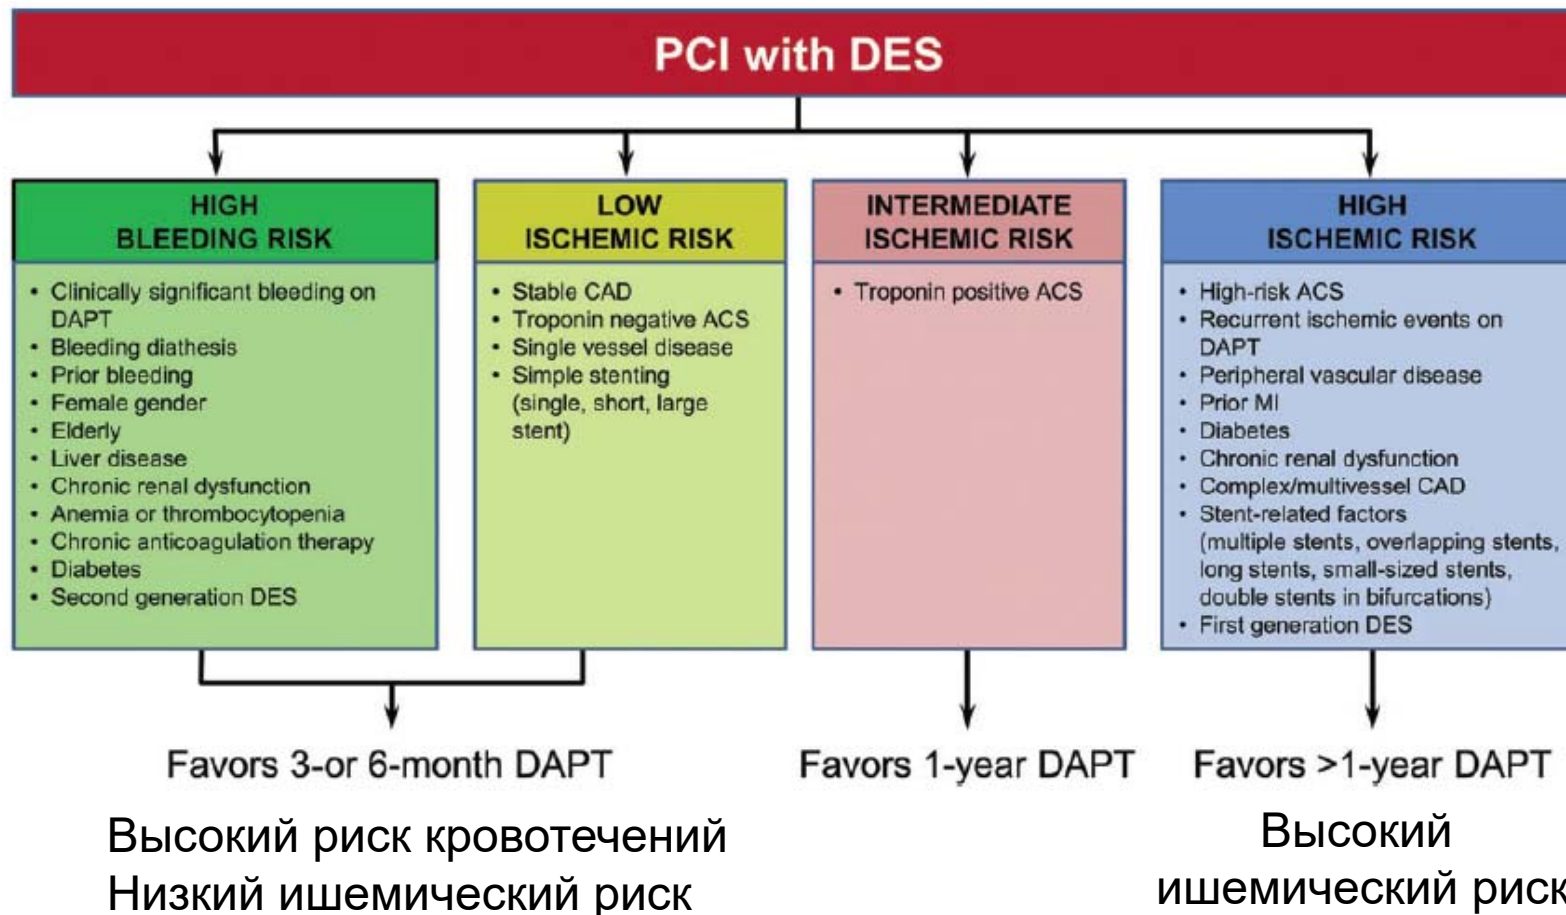 PCI with DES
HIGH
BLEEDING RISK
• Clinically significant bleeding on
DAPT
• Bleeding diathesis
• Prior bleeding
• Female gender
• Elderly
• Liver disease
• Chronic renal dysfunction
• Anemia or thrombocytopenia
• Chronic anticoagulation therapy
• Diabetes
• Second generation DES
LOW
ISCHEMIC RISK
• Stable CAD
• Troponin negative ACS
• Single vessel disease
• Simple stenting
(single, short, large
stent)
INTERMEDIATE
ISCHEMIC RISK
• Troponin positive ACS
HIGH
ISCHEMIC RISK
• High-risk ACS
• Recurrent ischemic events on
DAPT
• Peripheral vascular disease
• Prior MI
• Diabetes
• Chronic renal dysfunction
• Complex/multivessel CAD
• Stent-related factors
(multiple stents, overlapping stents,
long stents, small-sized stents,
double stents in bifurcations)
• First generation DES
Favors 3-or 6-month DAPT
Favors 1-year DAPT
Favors >1-year DAPT
Высокий риск кровотечений
Низкий ишемический риск
Высокий
ишемический риск